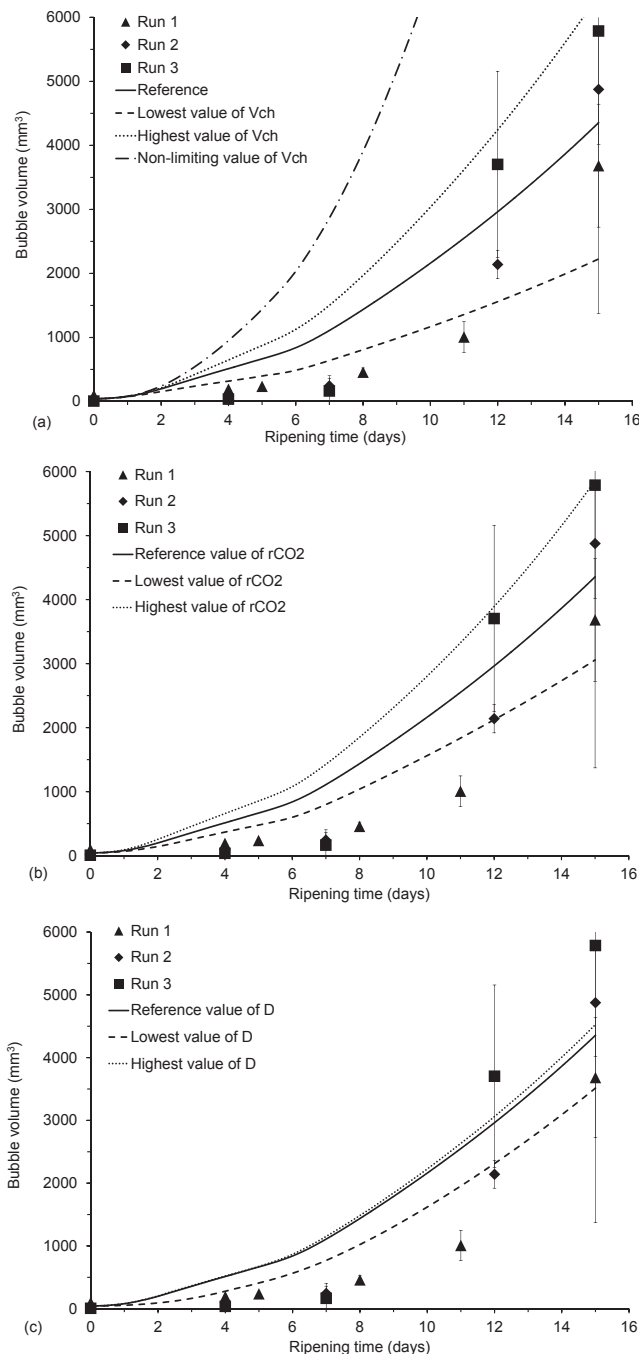 6000
5000
4000
3000
2000
1000
0
Bubble volume (mm³)
Run 1
Run 2
Run 3
Reference
Lowest value of Vch
Highest value of Vch
Non-limiting value of Vch
0 2 4 6 8 10 12 14 16
(a)
Ripening time (days)
6000
5000
4000
3000
2000
1000
0
Bubble volume (mm³)
Run 1
Run 2
Run 3
Reference value of rCO2
Lowest value of rCO2
Highest value of rCO2
0 2 4 6 8 10 12 14 16
(b)
Ripening time (days)
6000
5000
4000
3000
2000
1000
0
Bubble volume (mm³)
Run 1
Run 2
Run 3
Reference value of D
Lowest value of D
Highest value of D
0 2 4 6 8 10 12 14 16
(c)
Ripening time (days)